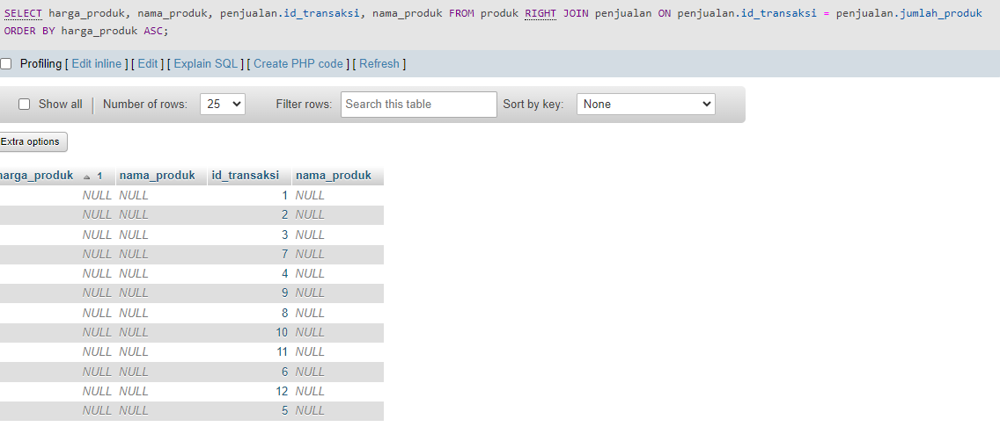 SELECT harga_produk, nama_produk, penjualan.id_transaksi, nama_produk FROM produk RIGHT JOIN penjualan ON penjualan.id_transaksi = penjualan.jumlah_produk
ORDER BY harga_produk ASC;
Profiling [ Edit inline ] [ Edit ] [ Explain SQL ] [ Create PHP code ] [ Refresh ]
Show all | Number of rows: 25 Filter rows: Search this table Sort by key: None
Extra options
harga_produk 1 nama_produk id_transaksi nama_produk
NULL NULL 1 NULL
NULL NULL 2 NULL
NULL NULL 3 NULL
NULL NULL 7 NULL
NULL NULL 4 NULL
NULL NULL 9 NULL
NULL NULL 8 NULL
NULL NULL 10 NULL
NULL NULL 11 NULL
NULL NULL 6 NULL
NULL NULL 12 NULL
NULL NULL 5 NULL